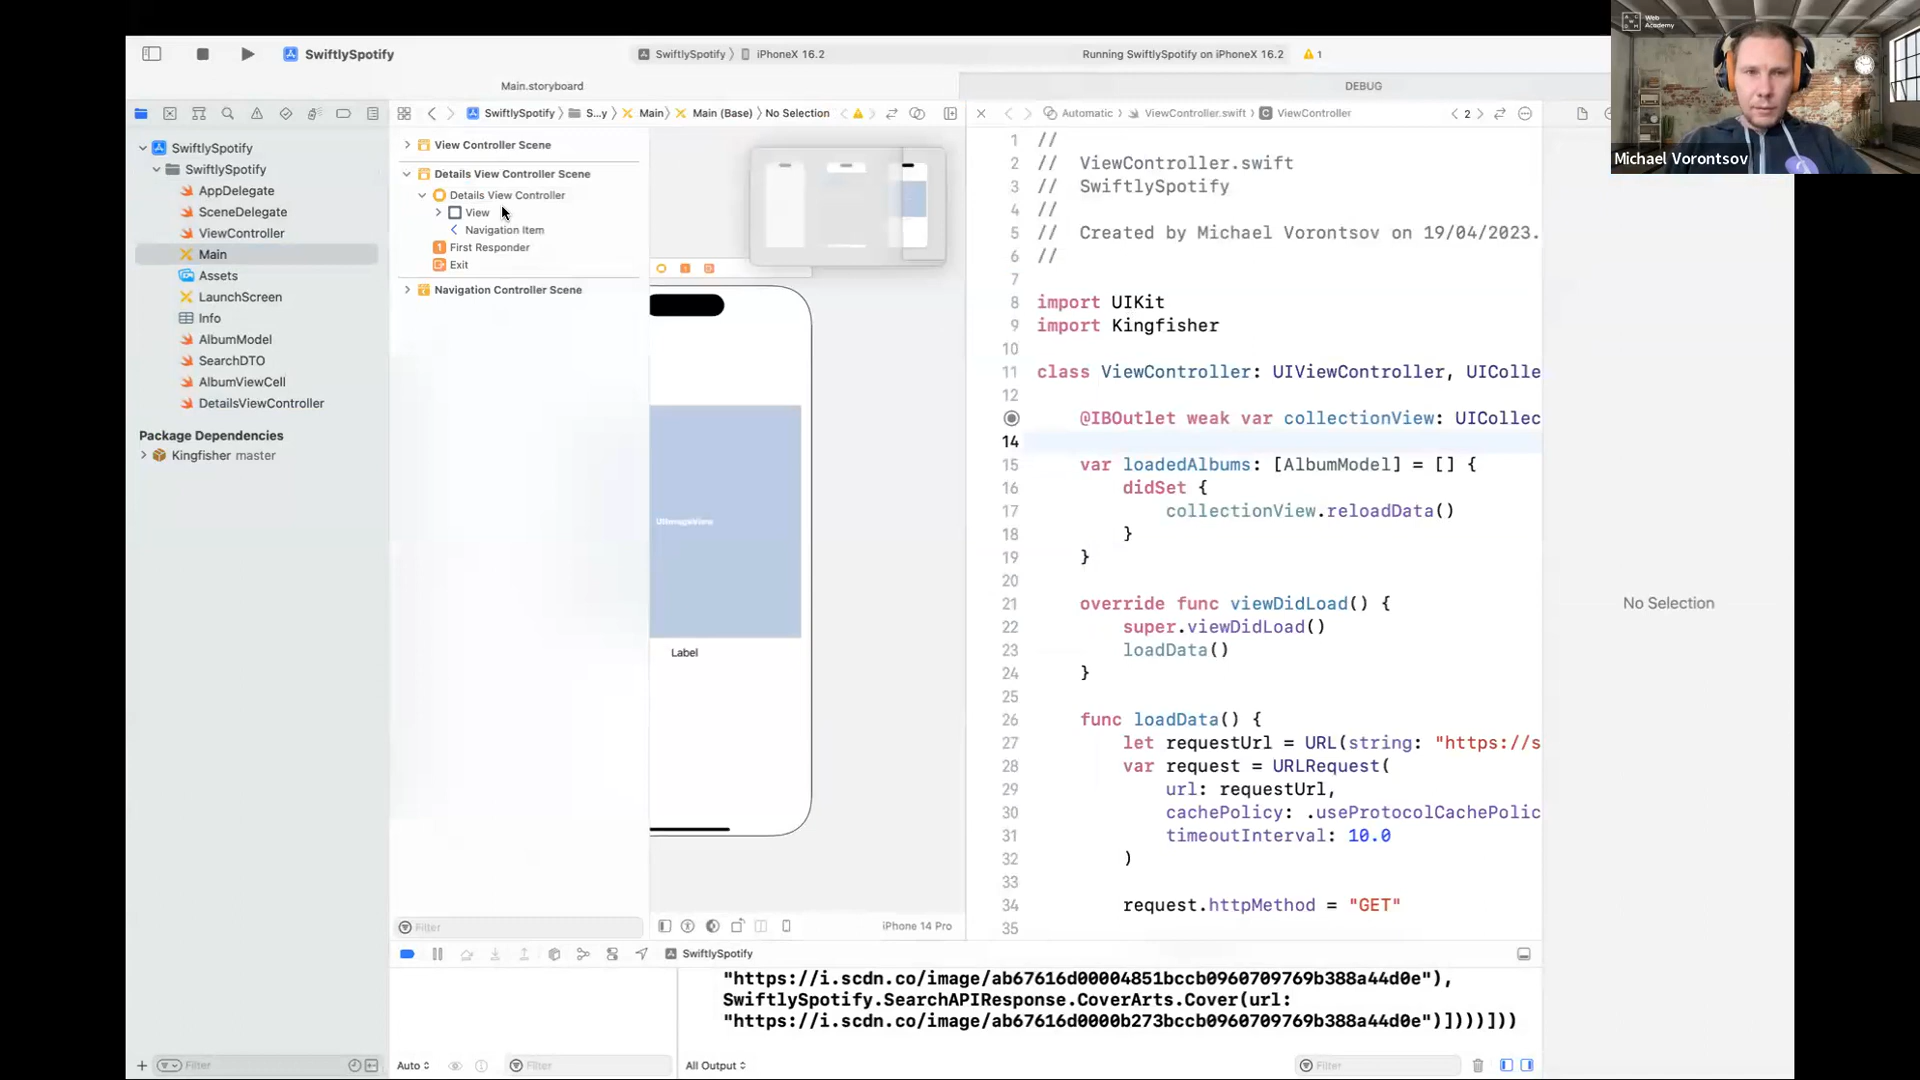 SwiftlySpotify
SwiftlySpotify
iPhoneX 16.2
Running SwiftlySpotify on iPhoneX 16.2
1
Web
Academy
Michael Vorontsov
Main.storyboard
DEBUG
SwiftlySpotify
S...y
Main
Main (Base)
No Selection
Automatic
ViewController.swift
ViewController
2
SwiftlySpotify
SwiftlySpotify
AppDelegate
SceneDelegate
ViewController
Main
Assets
LaunchScreen
Info
AlbumModel
SearchDTO
AlbumViewCell
DetailsViewController
Package Dependencies
Kingfisher master
Filter
View Controller Scene
Details View Controller Scene
Details View Controller
View
Navigation Item
1 First Responder
Exit
Navigation Controller Scene
Filter
UIImageView
Label
iPhone 14 Pro
1 //
2 // ViewController.swift
3 // SwiftlySpotify
4 //
5 // Created by Michael Vorontsov on 19/04/2023.
6 //
7
8 import UIKit
9 import Kingfisher
10
11 class ViewController: UIViewController, UIColle
12
@IBOutlet weak var collectionView: UICollec
14
15 var loadedAlbums: [AlbumModel] = [] {
16 didSet {
17 collectionView.reloadData()
18 }
19 }
20
21 override func viewDidLoad() {
22 super.viewDidLoad()
23 loadData()
24 }
25
26 func loadData() {
27 let requestUrl = URL(string: "https://s
28 var request = URLRequest(
29 url: requestUrl,
30 cachePolicy: .useProtocolCachePolic
31 timeoutInterval: 10.0
32 )
33
34 request.httpMethod = "GET"
35
No Selection
SwiftlySpotify
"https://i.scdn.co/image/ab67616d00004851bccb0960709769b388a44d0e"),
SwiftlySpotify.SearchAPIResponse.CoverArts.Cover(url:
"https://i.scdn.co/image/ab67616d0000b273bccb0960709769b388a44d0e")])))]))
Auto
Filter
All Output
Filter